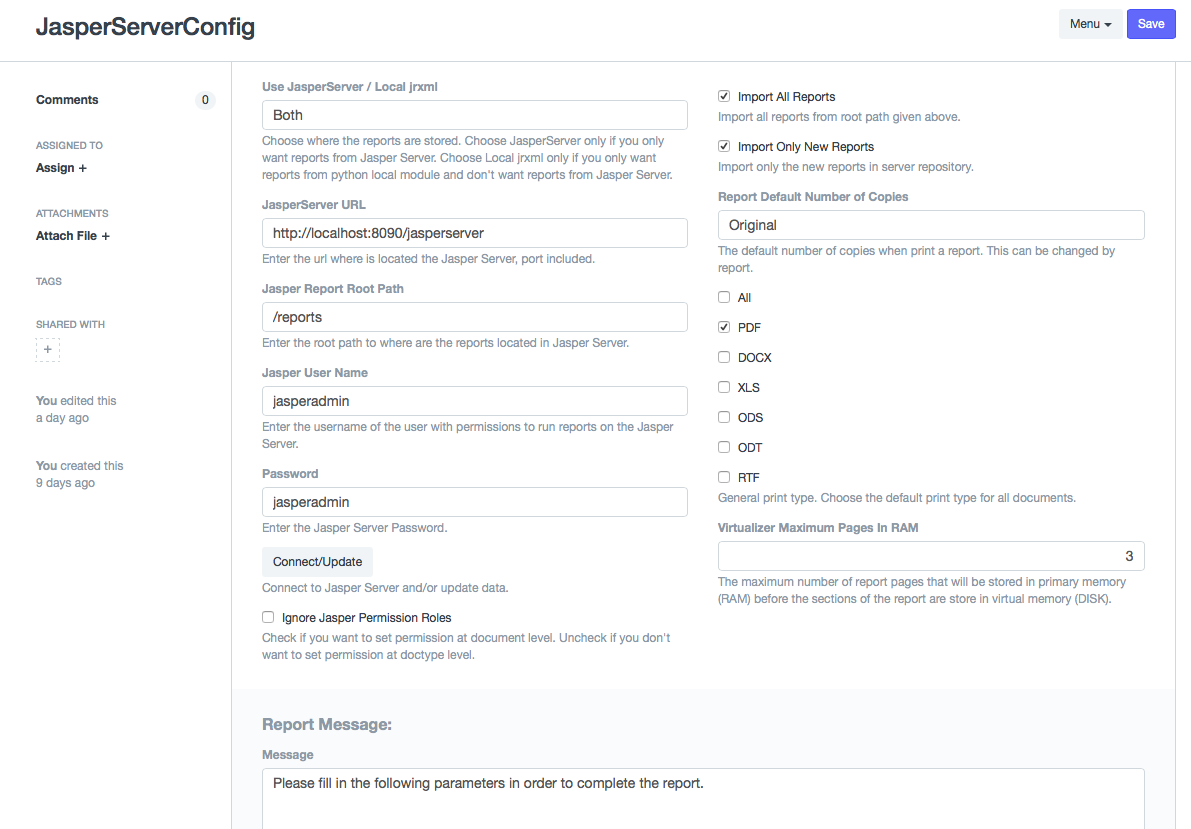 JasperServerConfig
Menu
Save
Comments
0
ASSIGNED TO
Assign +
ATTACHMENTS
Attach File +
TAGS
SHARED WITH
+
You edited this
a day ago
You created this
9 days ago
Use JasperServer / Local jrxml
Both
Choose where the reports are stored. Choose JasperServer only if you only
want reports from Jasper Server. Choose Local jrxml only if you only want
reports from python local module and don't want reports from Jasper Server.
JasperServer URL
http://localhost:8090/jasperserver
Enter the url where is located the Jasper Server, port included.
Jasper Report Root Path
/reports
Enter the root path to where are the reports located in Jasper Server.
Jasper User Name
jasperadmin
Enter the username of the user with permissions to run reports on the Jasper
Server.
Password
jasperadmin
Enter the Jasper Server Password.
Connect/Update
Connect to Jasper Server and/or update data.
Ignore Jasper Permission Roles
Check if you want to set permission at document level. Uncheck if you don't
want to set permission at doctype level.
Import All Reports
Import all reports from root path given above.
Import Only New Reports
Import only the new reports in server repository.
Report Default Number of Copies
Original
The default number of copies when print a report. This can be changed by
report.
All
PDF
DOCX
XLS
ODS
ODT
RTF
General print type. Choose the default print type for all documents.
Virtualizer Maximum Pages In RAM
3
The maximum number of report pages that will be stored in primary memory
(RAM) before the sections of the report are store in virtual memory (DISK).
Report Message:
Message
Please fill in the following parameters in order to complete the report.